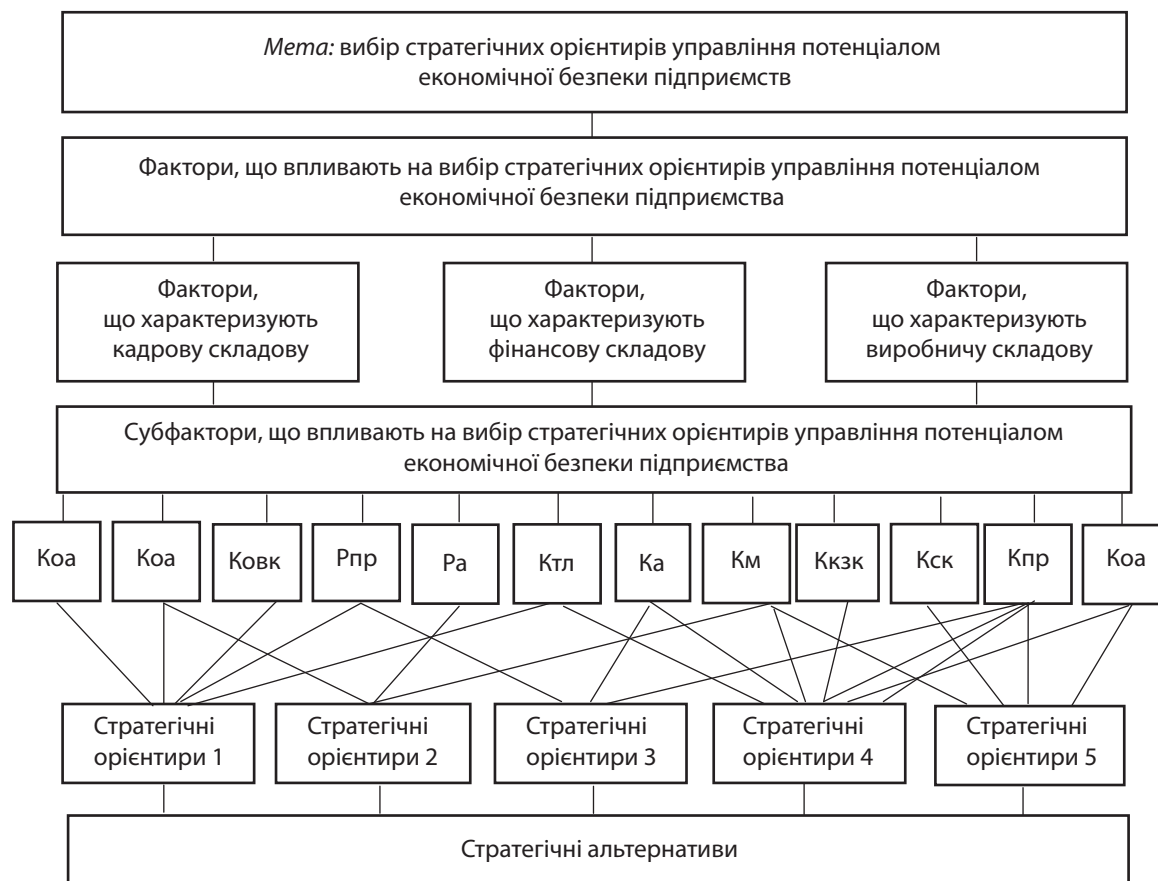 Мета: вибір стратегічних орієнтирів управління потенціалом
економічної безпеки підприємств
Фактори, що впливають на вибір стратегічних орієнтирів управління потенціалом
економічної безпеки підприємства
Фактори,
що характеризують
кадрову складову
Фактори,
що характеризують
фінансову складову
Фактори,
що характеризують
виробничу складову
Субфактори, що впливають на вибір стратегічних орієнтирів управління потенціалом
економічної безпеки підприємства
Коа
Коа
Ковк
Рпр
Ра
Ктл
Ка
Км
Ккзк
Кск
Кпр
Коа
Стратегічні
орієнтири 1
Стратегічні
орієнтири 2
Стратегічні
орієнтири 3
Стратегічні
орієнтири 4
Стратегічні
орієнтири 5
Стратегічні альтернативи